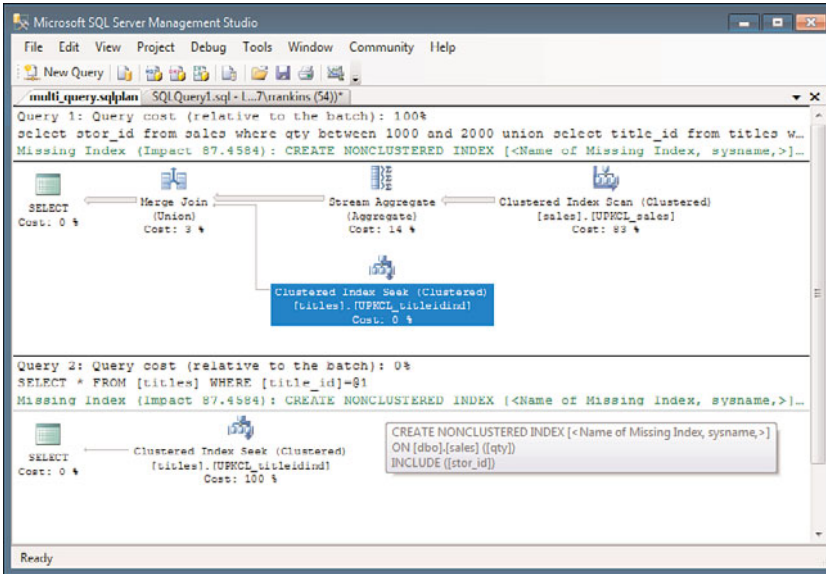 Microsoft SQL Server Management Studio
File Edit View Project Debug Tools Window Community Help
New Query
multi_query.sqlplan SQLQuery1.sql - L...7\rrankins (54))*
Query 1: Query cost (relative to the batch): 100%
select stor_id from sales where qty between 1000 and 2000 union select title_id from titles w…
Missing Index (Impact 87.4584): CREATE NONCLUSTERED INDEX [<Name of Missing Index, sysname,>]…
SELECT
Cost: 0 %
Merge Join
(Union)
Cost: 3 %
Stream Aggregate
(Aggregate)
Cost: 14 %
Clustered Index Scan (Clustered)
[sales].[UPKCL_sales]
Cost: 83 %
Clustered Index Seek (Clustered)
[titles].[UPKCL_titleidind]
Cost: 0 %
Query 2: Query cost (relative to the batch): 0%
SELECT * FROM [titles] WHERE [title_id]=@1
Missing Index (Impact 87.4584): CREATE NONCLUSTERED INDEX [<Name of Missing Index, sysname,>]…
SELECT
Cost: 0 %
Clustered Index Seek (Clustered)
[titles].[UPKCL_titleidind]
Cost: 100 %
CREATE NONCLUSTERED INDEX [<Name of Missing Index, sysname,>]
ON [dbo].[sales] ([qty])
INCLUDE ([stor_id])
Ready